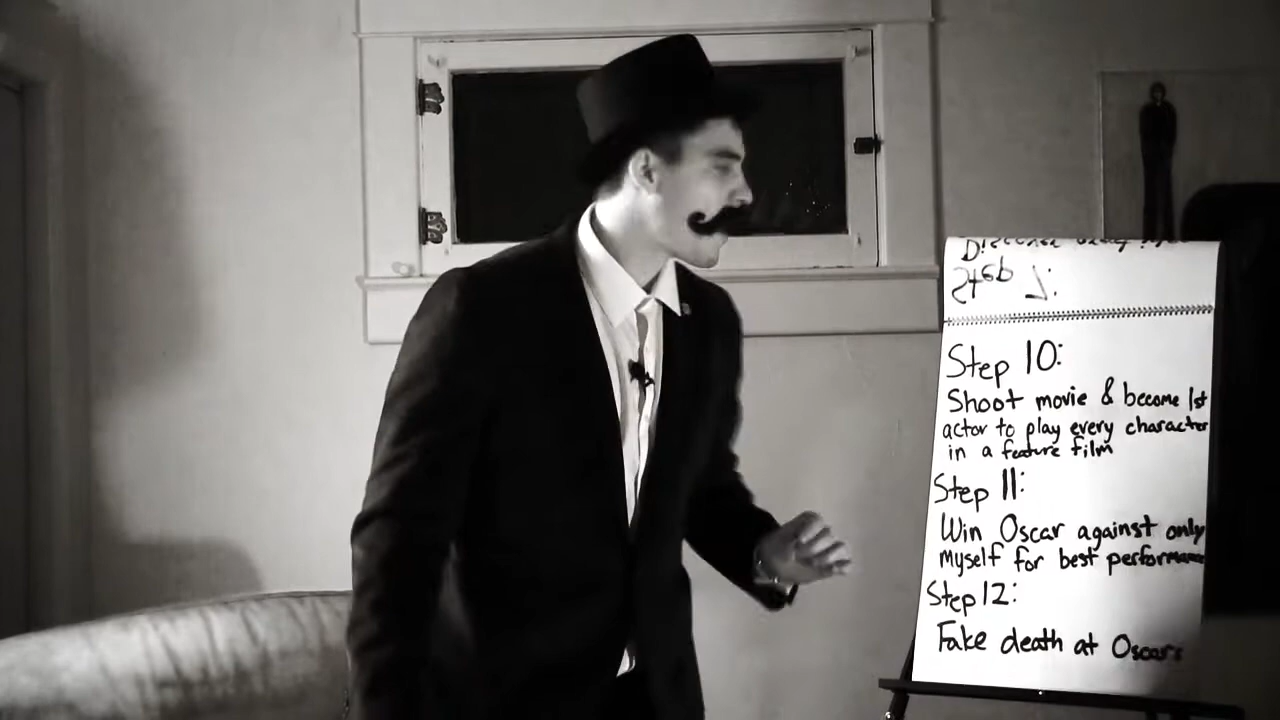 Step 10:
Shoot movie & become 1st
actor to play every character
in a feature film
Step 11:
Win Oscar against only
myself for best performance
Step 12:
Fake death at Oscars